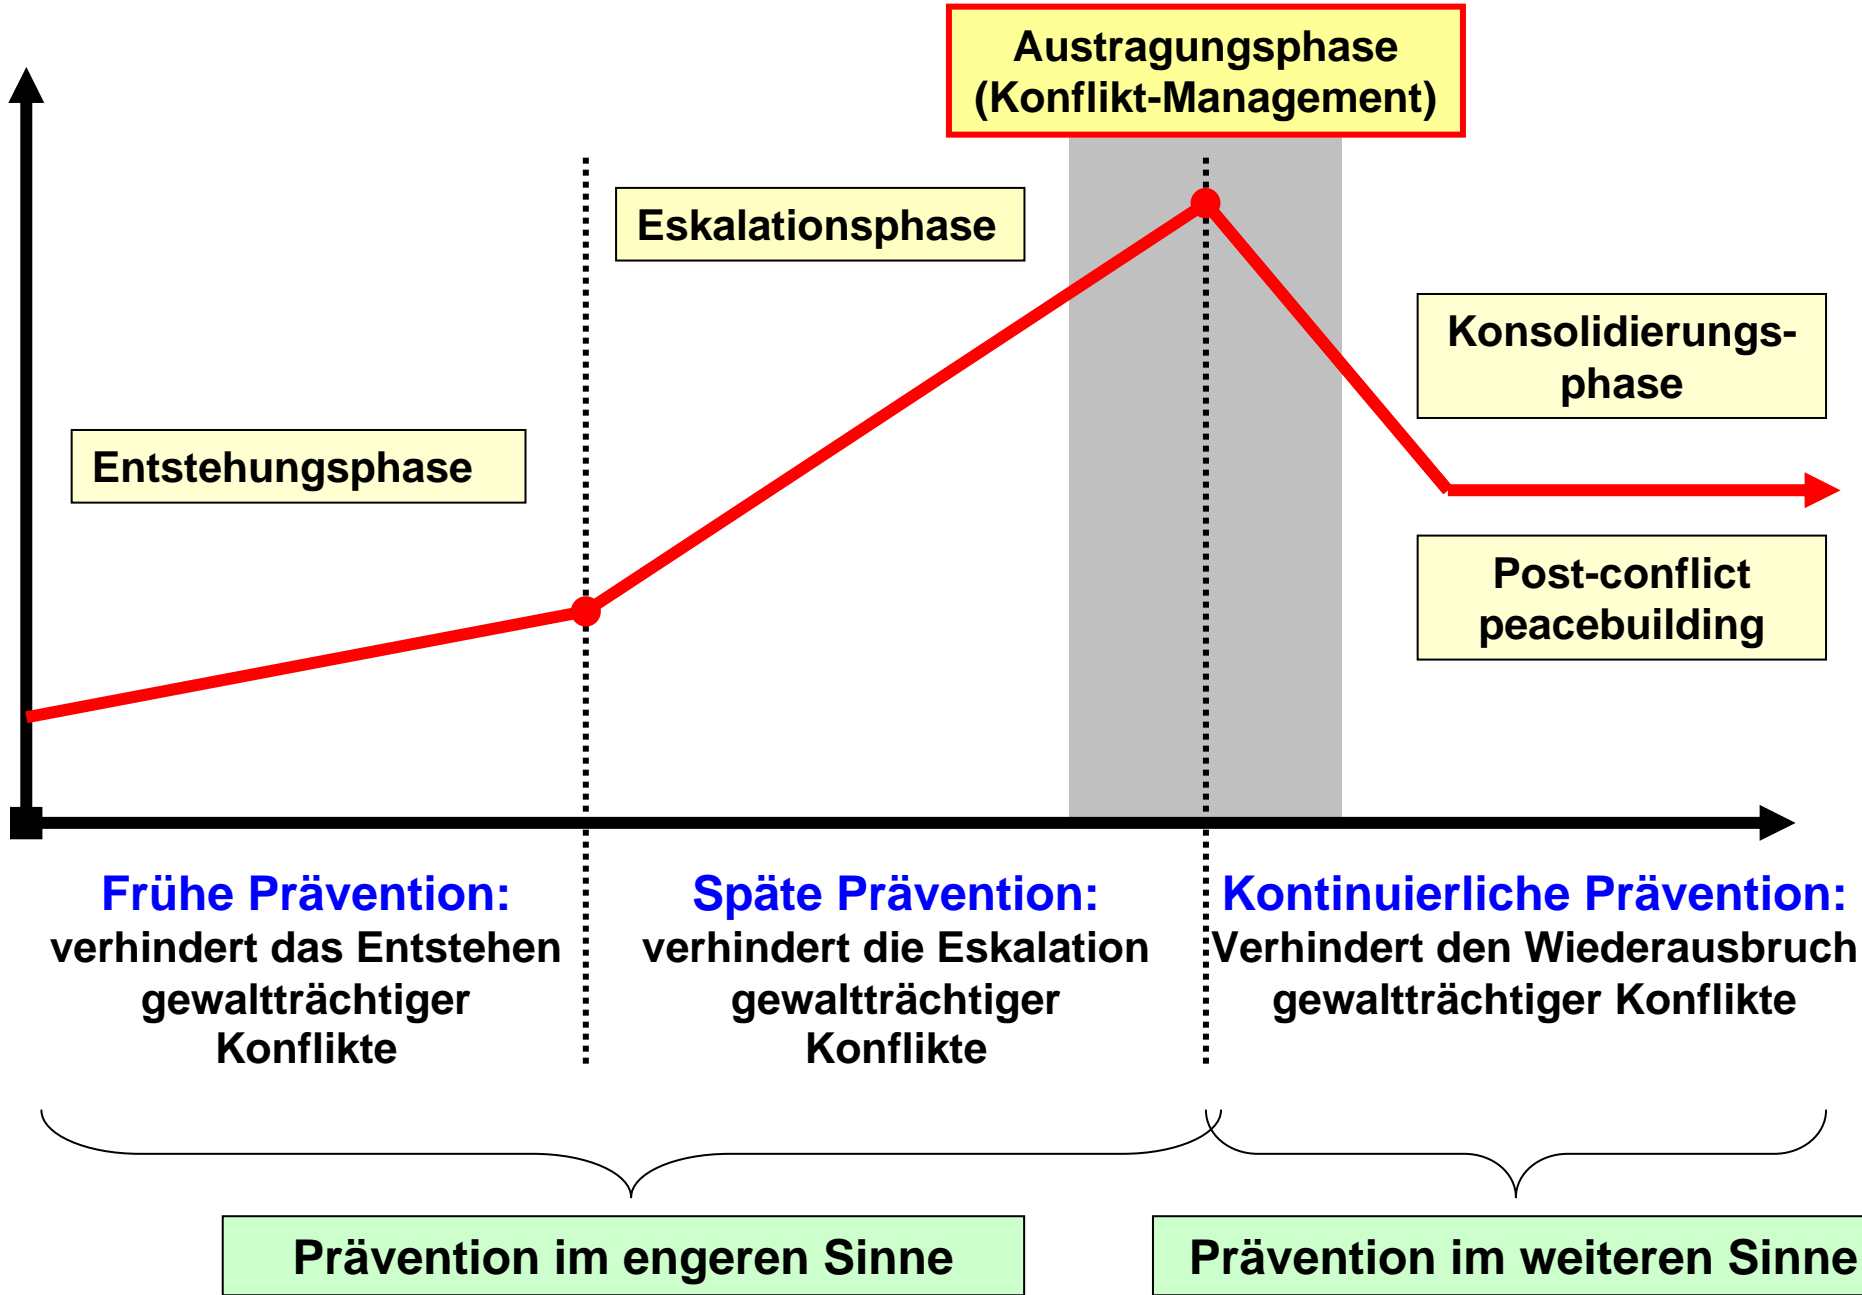 Austragungsphase
(Konflikt-Management)
Eskalationsphase
Konsolidierungs-
phase
Entstehungsphase
Post-conflict
peacebuilding
Frühe Prävention:
verhindert das Entstehen
gewaltträchtiger
Konflikte
Späte Prävention:
verhindert die Eskalation
gewaltträchtiger
Konflikte
Kontinuierliche Prävention:
Verhindert den Wiederausbruch
gewaltträchtiger Konflikte
Prävention im engeren Sinne
Prävention im weiteren Sinne